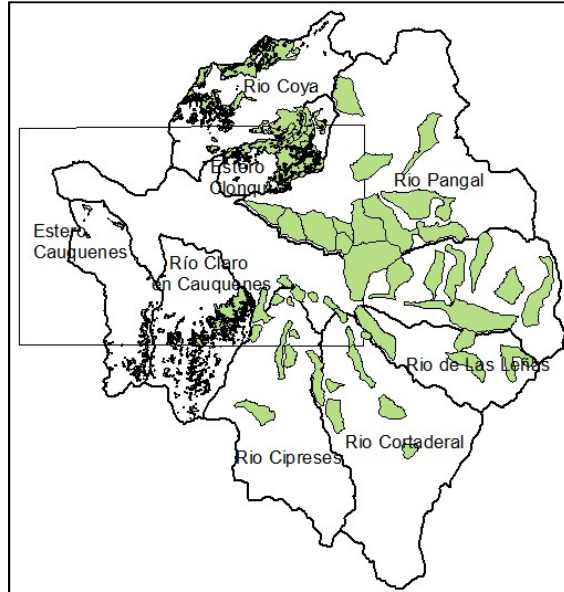 Rio Coya
Estero
Clonqui
Rio Pangal
Estero
Cauquenes
Río Claro
en Cauquenes
Rio de Las Leñas
Rio Cortaderal
Rio Cipreses